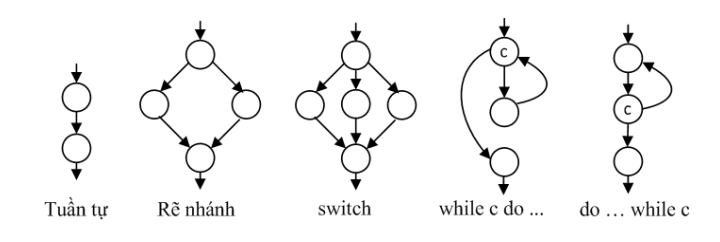 c
c
Tuần tự
Rẽ nhánh
switch
while c do ...
do ... while c